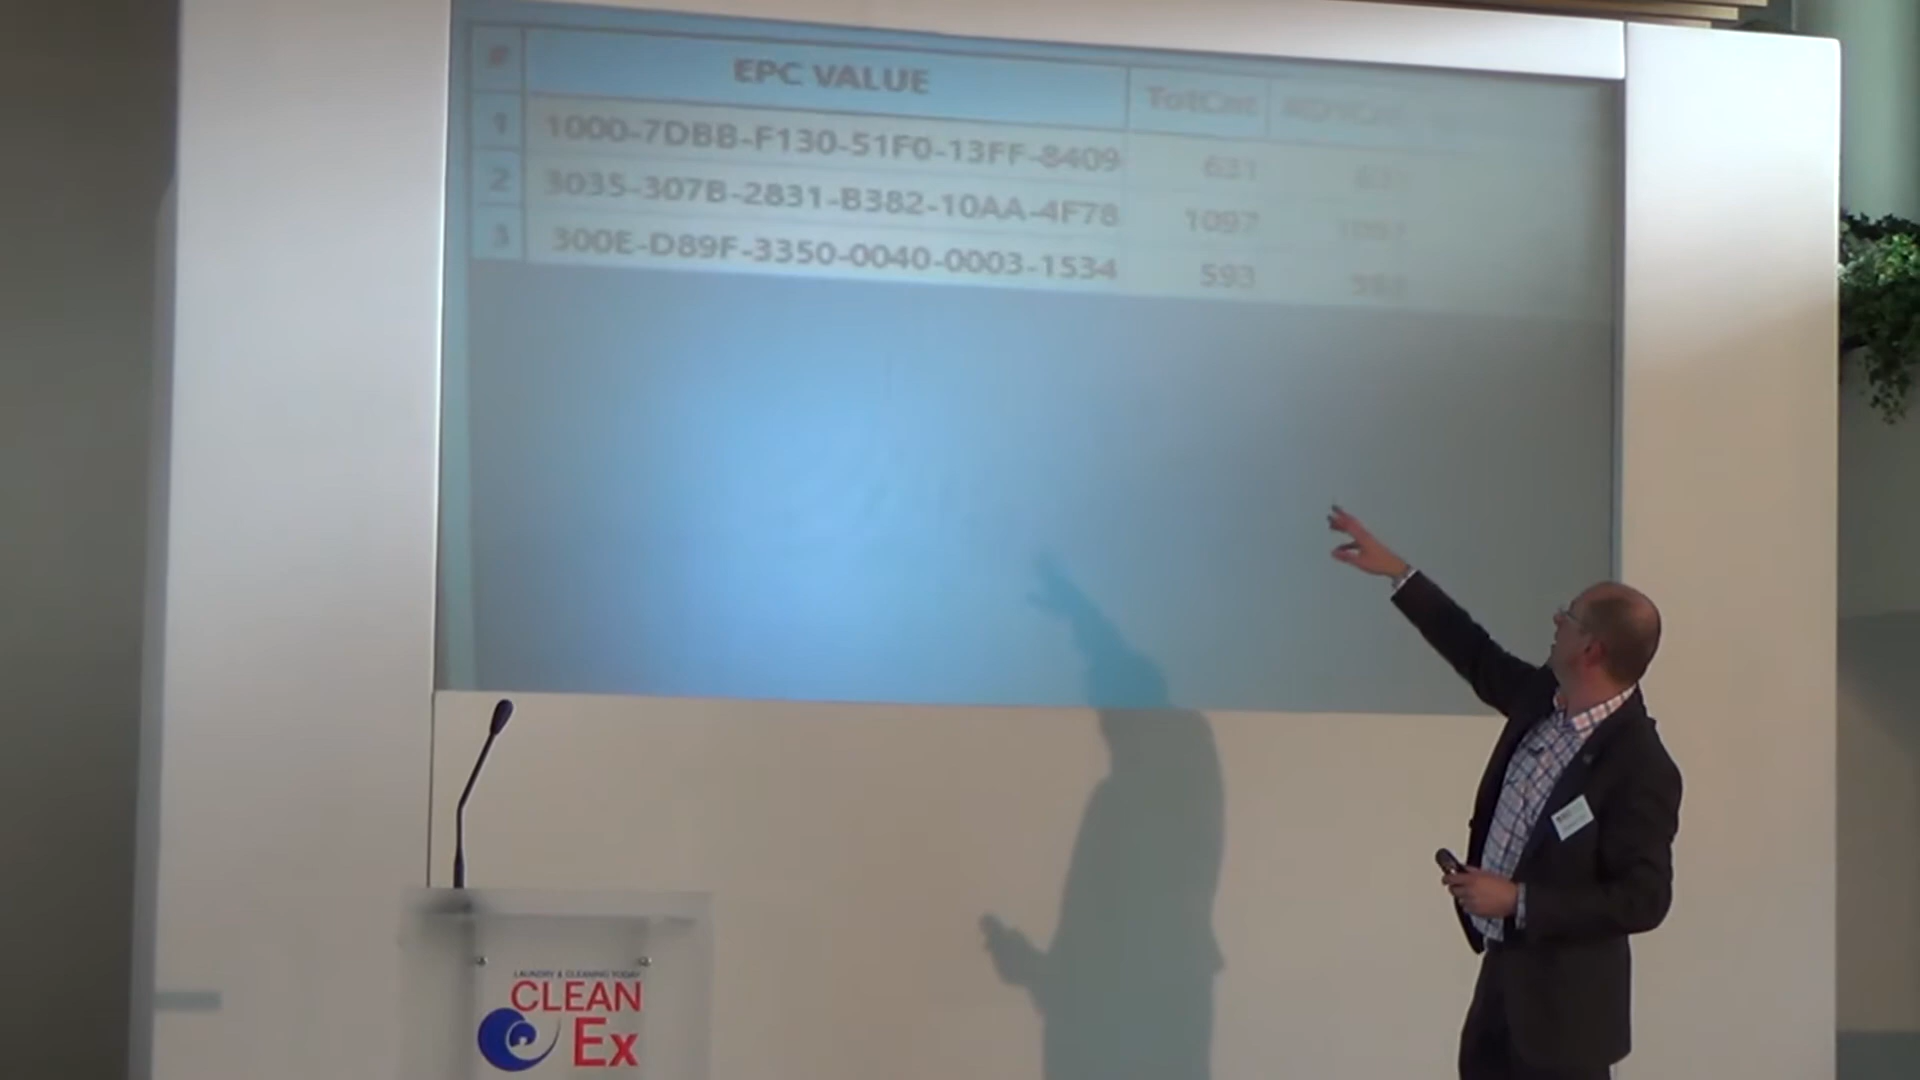 # EPC VALUE TotCnt
1 1000-7DBB-F130-51F0-13FF-8409 631
2 3035-307B-2831-B382-10AA-4F78 1097
3 300E-D89F-3350-0040-0003-1534 593
LAUNDRY & CLEANING TODAY
CLEAN
Ex